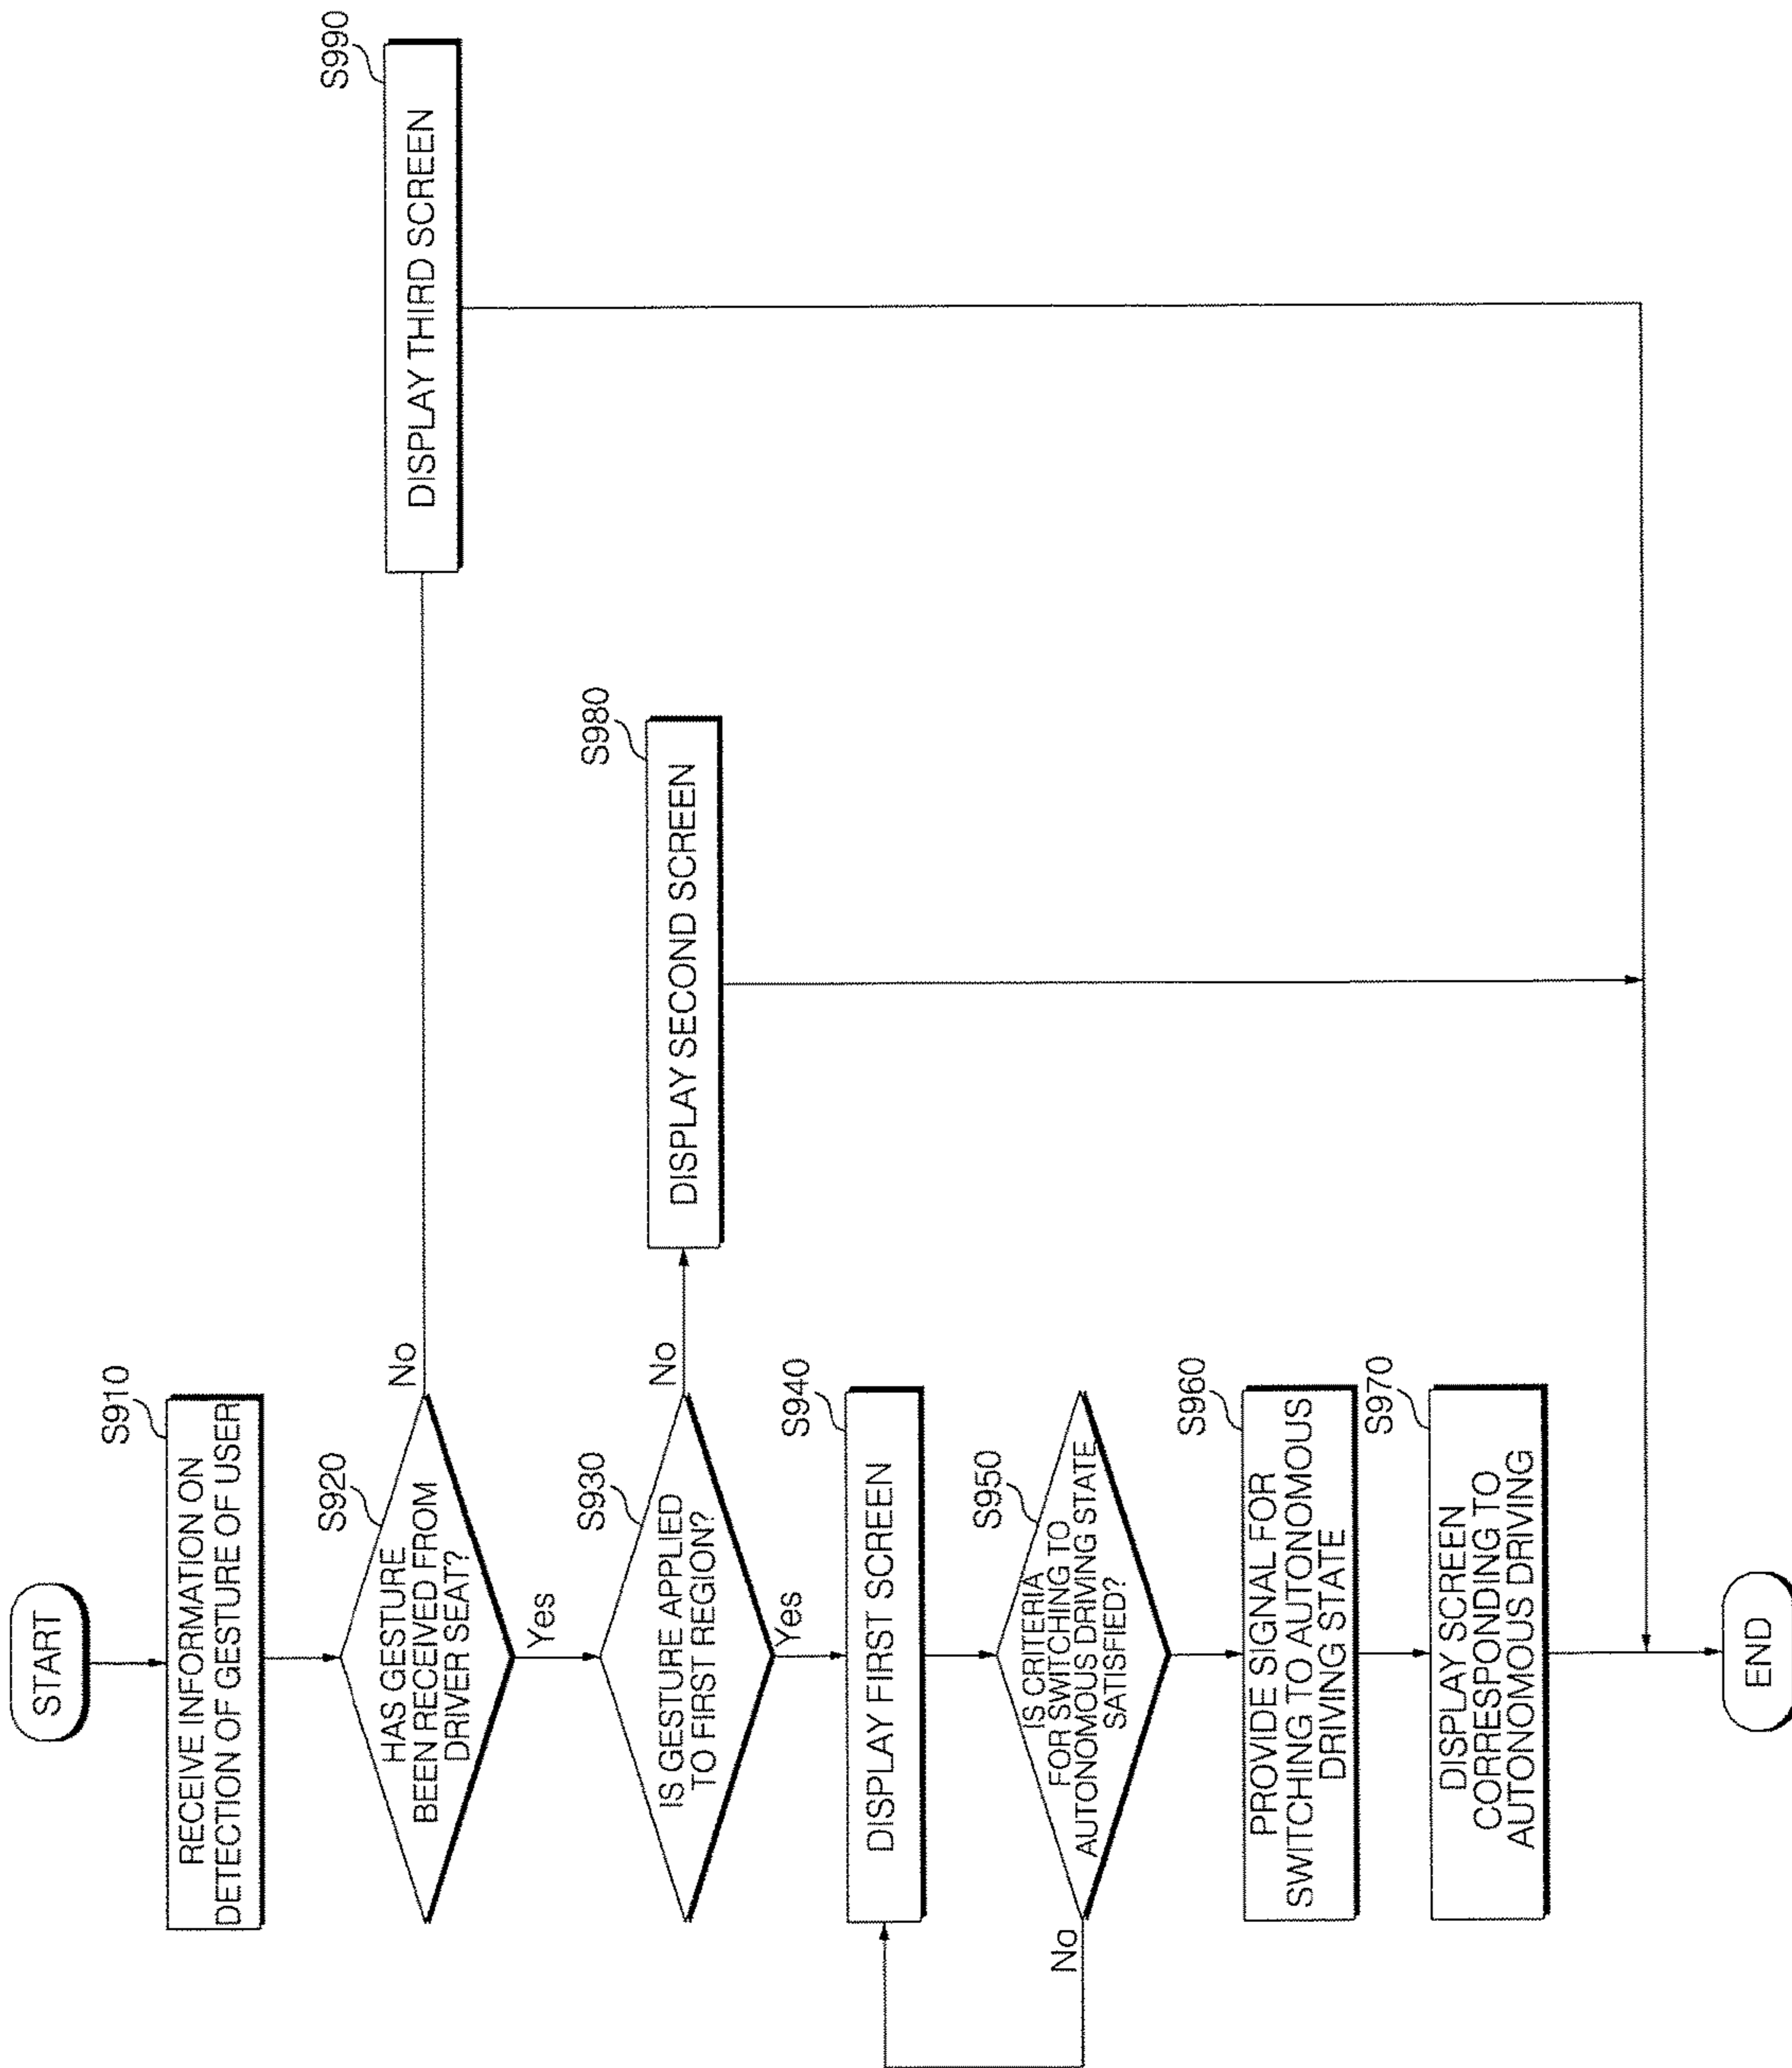 START
S910
RECEIVE INFORMATION ON
DETECTION OF GESTURE OF USER
S920
HAS GESTURE
BEEN RECEIVED FROM
DRIVER SEAT?
No
Yes
S990
DISPLAY THIRD SCREEN
S930
IS GESTURE APPLIED
TO FIRST REGION?
No
Yes
S980
DISPLAY SECOND SCREEN
S940
DISPLAY FIRST SCREEN
S950
IS CRITERIA
FOR SWITCHING TO
AUTONOMOUS DRIVING STATE
SATISFIED?
No
S960
PROVIDE SIGNAL FOR
SWITCHING TO AUTONOMOUS
DRIVING STATE
S970
DISPLAY SCREEN
CORRESPONDING TO
AUTONOMOUS DRIVING
END